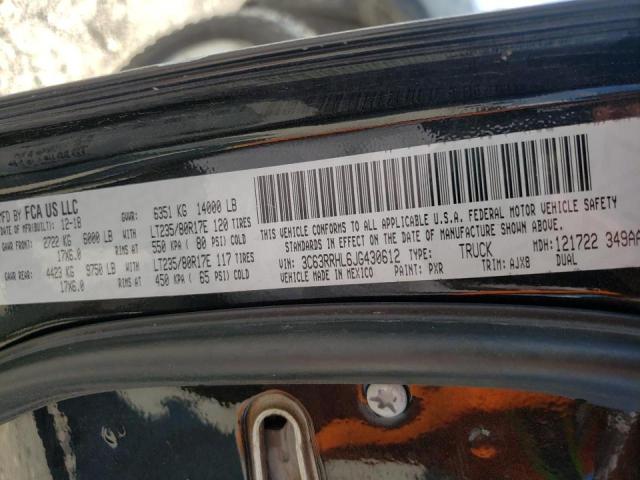 MFD BY FCA US LLC
DATE OF MFR(BUILT): 12-18 GVWR: 6351 KG 14000 LB
2722 KG 6000 LB WITH LT235/80R17E 120 TIRES
17X6.0 RIMS AT 550 KPA ( 80 PSI) COLD
4423 KG 9750 LB WITH LT235/80R17E 117 TIRES
17X6.0 RIMS AT 450 KPA ( 65 PSI) COLD
THIS VEHICLE CONFORMS TO ALL APPLICABLE U.S.A. FEDERAL MOTOR VEHICLE SAFETY
STANDARDS IN EFFECT ON THE DATE OF MANUFACTURE SHOWN ABOVE.
VIN: 3C63RRHL6JG430612 TYPE: TRUCK MDH: 121722 349AA
VEHICLE MADE IN MEXICO PAINT: PXR TRIM: AJX8 DUAL